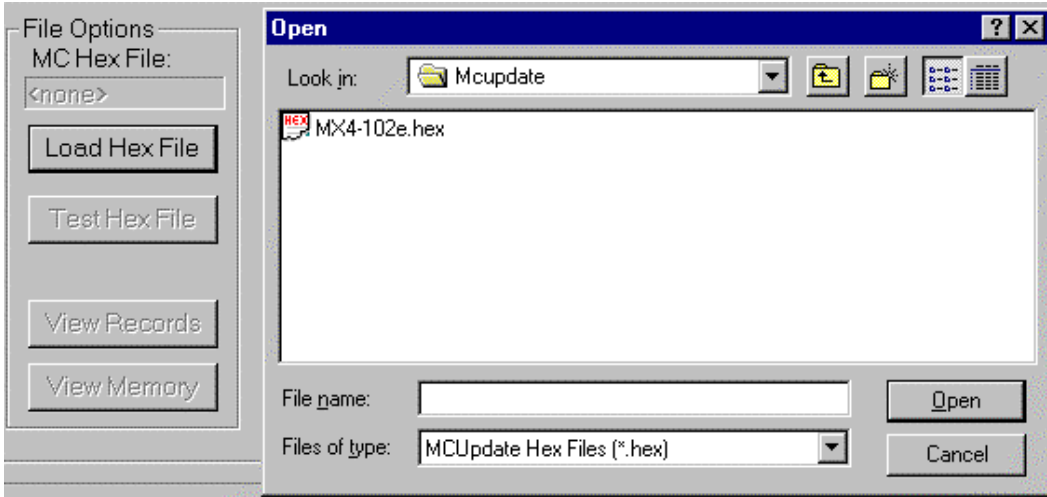 File Options
MC Hex File:
<none>
Load Hex File
Test Hex File
View Records
View Memory
Open
Look in:
Mcupdate
HEX
MX4-102e.hex
File name:
Open
Files of type:
MCUpdate Hex Files (*.hex)
Cancel